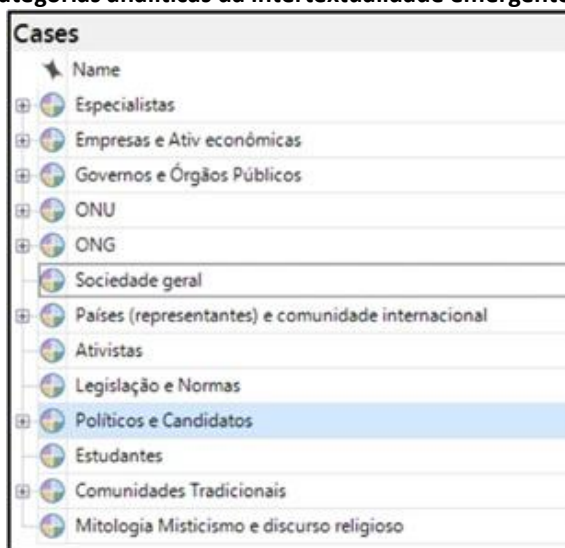 ategorias analíticas da intertextualidade emergente
Cases
Name
Especialistas
Empresas e Ativ econômicas
Governos e Órgãos Públicos
ONU
ONG
Sociedade geral
Países (representantes) e comunidade internacional
Ativistas
Legislação e Normas
Políticos e Candidatos
Estudantes
Comunidades Tradicionais
Mitologia Misticismo e discurso religioso